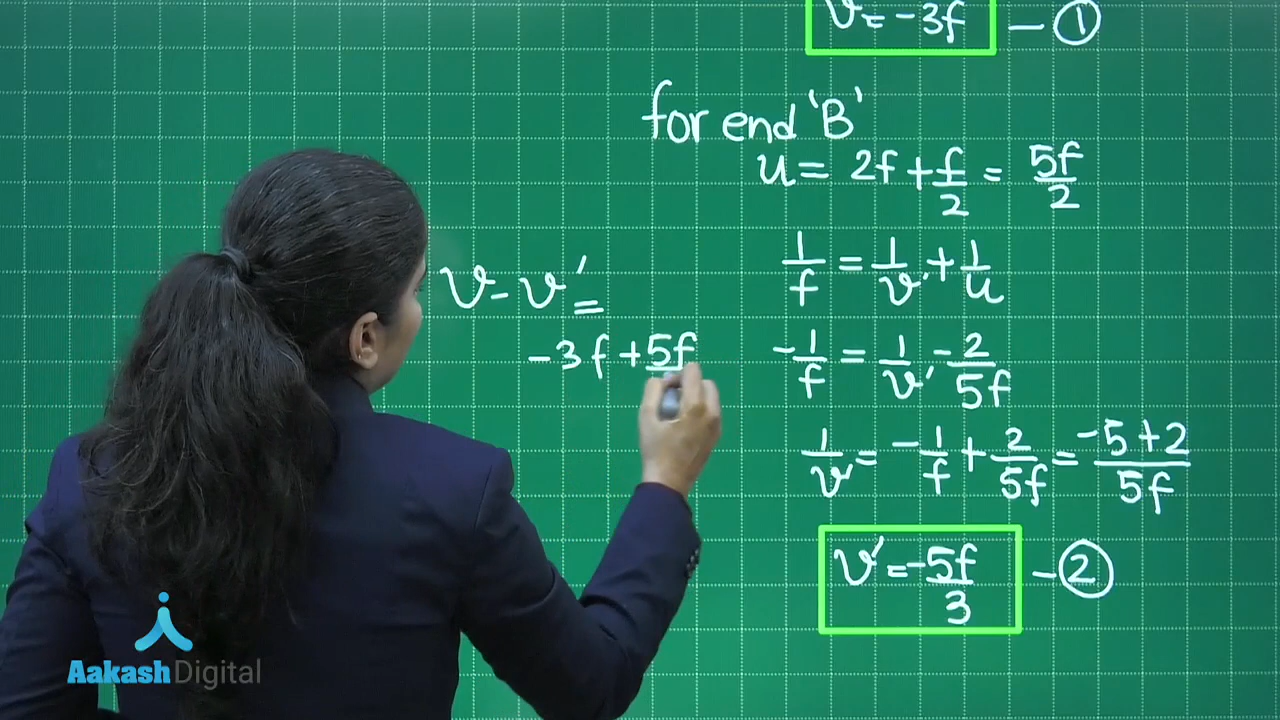 v = -3f - ①
for end 'B'
u = 2f + f/2 = 5f/2
1/f = 1/v' + 1/u
-1/f = 1/v' - 2/5f
1/v = -1/f + 2/5f = -5+2/5f
v' = -5f/3 - ②
v - v' =
-3f + 5f
Aakash Digital